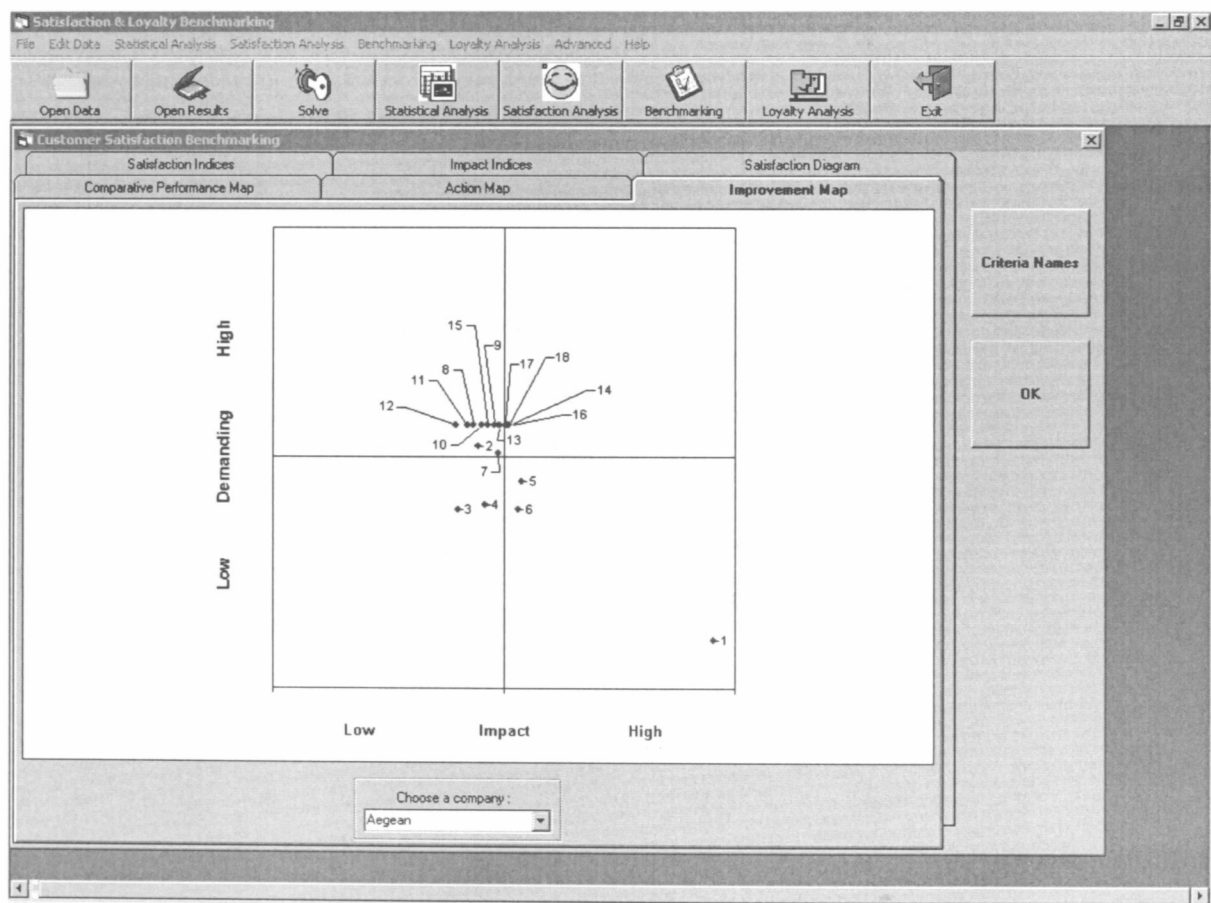 Satisfaction & Loyalty Benchmarking
File Edit Data Statistical Analysis Satisfaction Analysis Benchmarking Loyalty Analysis Advanced Help
Open Data Open Results Solve Statistical Analysis Satisfaction Analysis Benchmarking Loyalty Analysis Exit
Customer Satisfaction Benchmarking
Satisfaction Indices Impact Indices Satisfaction Diagram
Comparative Performance Map Action Map Improvement Map
Criteria Names
OK
High
Demanding
Low
15
9
8
17
18
11
14
12
16
10
2
13
7
5
3
4
6
1
Low Impact High
Choose a company :
Aegean